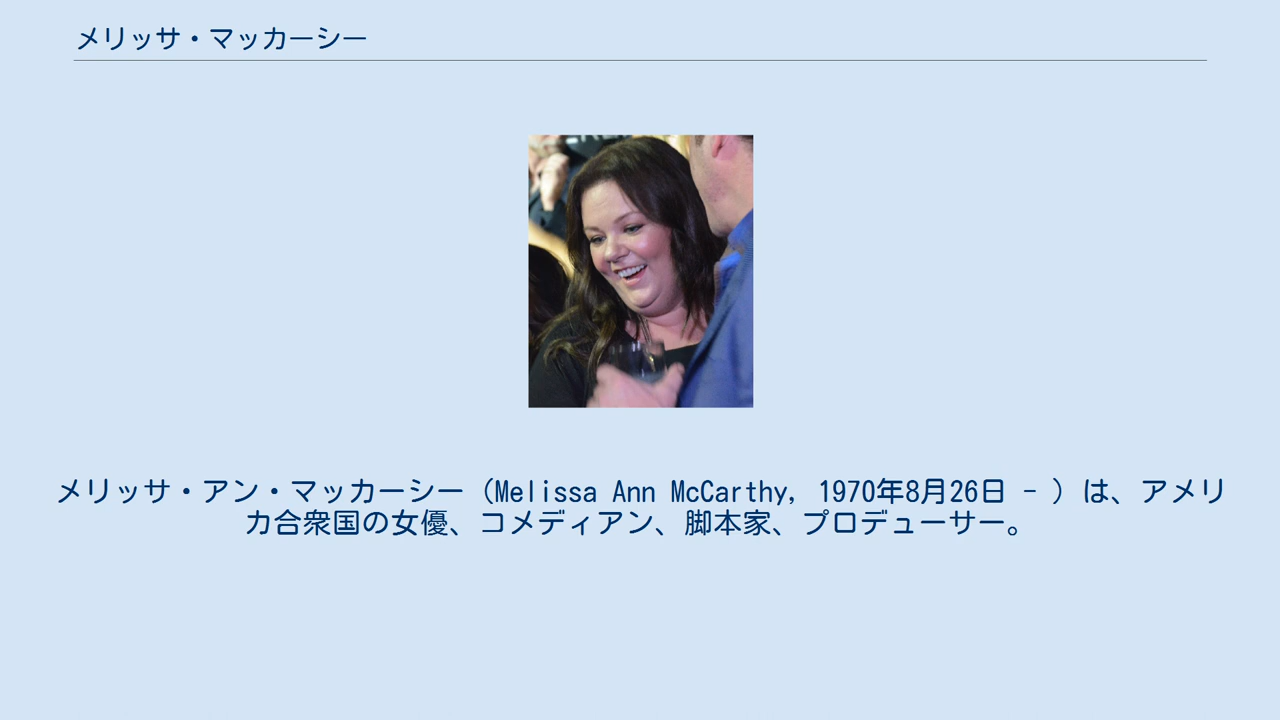 メリッサ・マッカーシー
メリッサ・アン・マッカーシー（Melissa Ann McCarthy, 1970年8月26日 - ）は、アメリ
カ合衆国の女優、コメディアン、脚本家、プロデューサー。